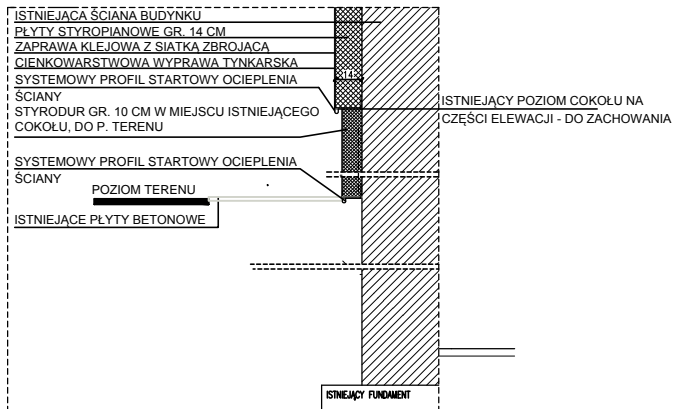 ISTNIEJĄCA ŚCIANA BUDYNKU
PŁYTY STYROPIANOWE GR. 14 CM
ZAPRAWA KLEJOWA Z SIATKĄ ZBROJĄCĄ
CIENKOWARSTWOWA WYPRAWA TYNKARSKA
SYSTEMOWY PROFIL STARTOWY OCIEPLENIA
ŚCIANY
STYRODUR GR. 10 CM W MIEJSCU ISTNIEJĄCEGO
COKOŁU, DO P. TERENU
SYSTEMOWY PROFIL STARTOWY OCIEPLENIA
ŚCIANY
POZIOM TERENU
ISTNIEJĄCE PŁYTY BETONOWE
14
ISTNIEJĄCY POZIOM COKOŁU NA
CZĘŚCI ELEWACJI - DO ZACHOWANIA
ISTNIEJĄCY FUNDAMENT